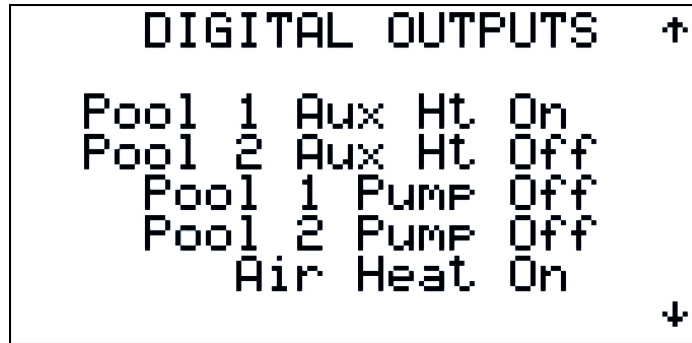 DIGITAL OUTPUTS ↑
Pool 1 Aux Ht On
Pool 2 Aux Ht Off
Pool 1 Pump Off
Pool 2 Pump Off
Air Heat On
↓